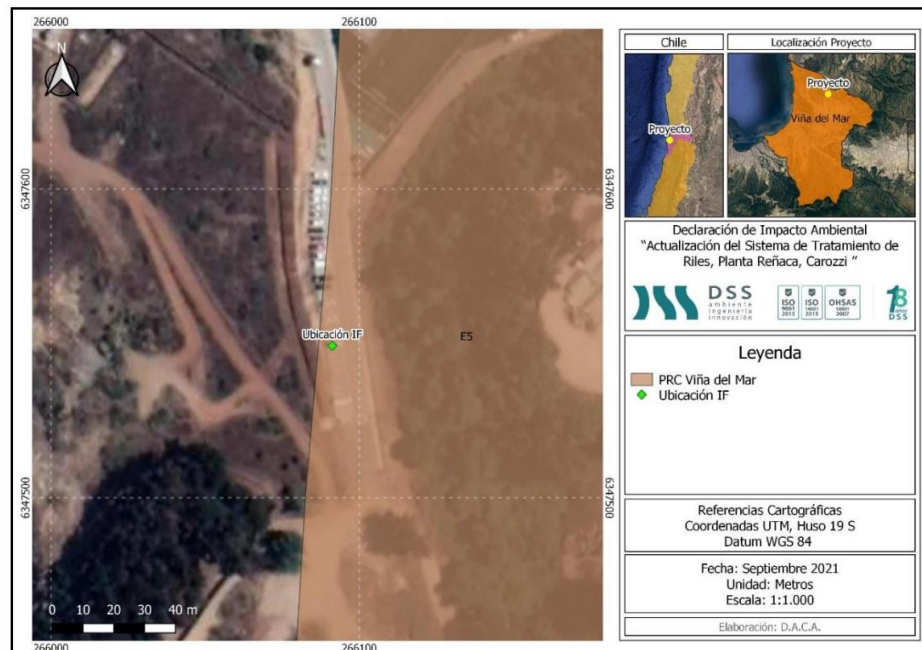 266000
266100
N
6347600
6347600
Ubicación IF
E5
6347500
6347500
0 10 20 30 40 m
266000
266100
Chile
Proyecto
Localización Proyecto
Proyecto
Viña del Mar
Declaración de Impacto Ambiental
“Actualización del Sistema de Tratamiento de
Riles, Planta Reñaca, Carozzi ”
DSS
ambiente
ingeniería
innovación
ISO
9001
2015
ISO
14001
2015
OHSAS
18001
2007
18
años
DSS
Leyenda
PRC Viña del Mar
Ubicación IF
Referencias Cartográficas
Coordenadas UTM, Huso 19 S
Datum WGS 84
Fecha: Septiembre 2021
Unidad: Metros
Escala: 1:1.000
Elaboración: D.A.C.A.